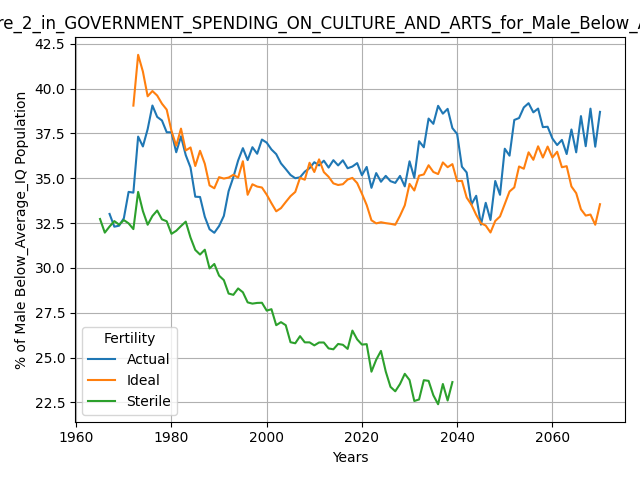 re_2_in_GOVERNMENT_SPENDING_ON_CULTURE_AND_ARTS_for_Male_Below_A
% of Male Below_Average_IQ Population
42.5
40.0
37.5
35.0
32.5
30.0
27.5
25.0
22.5
Fertility
Actual
Ideal
Sterile
1960
1980
2000
2020
2040
2060
Years